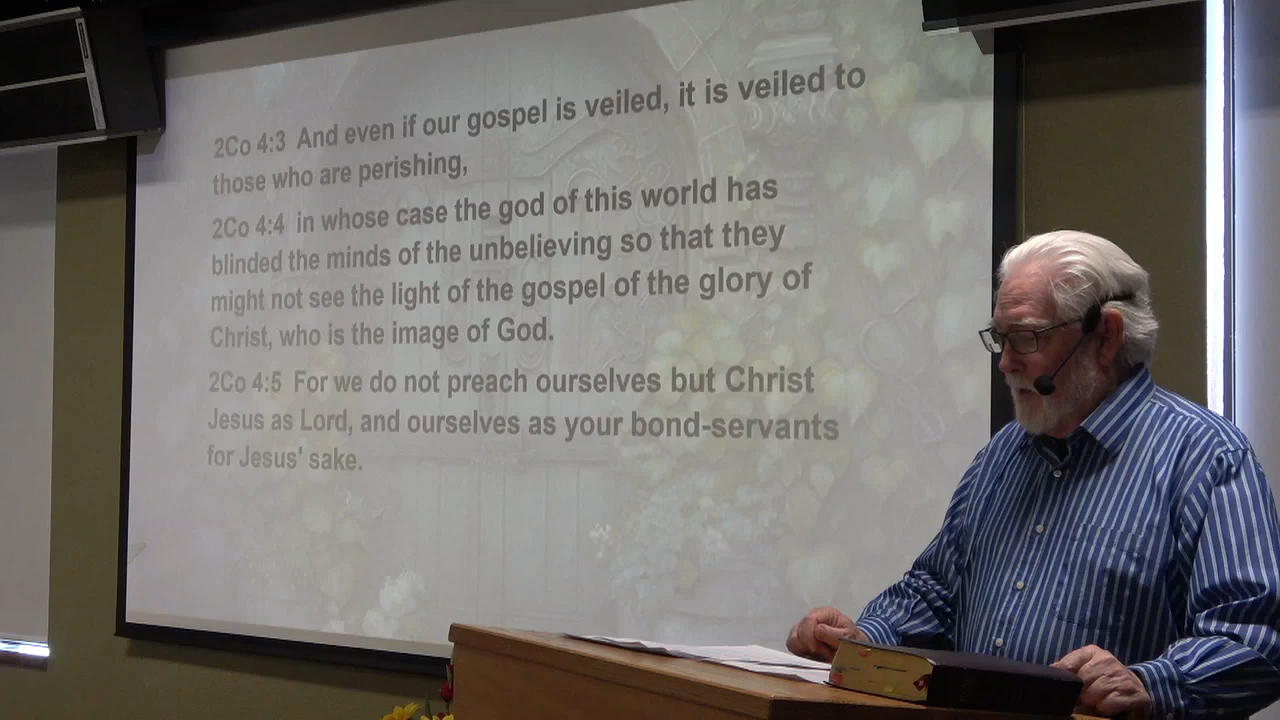 2Co 4:3 And even if our gospel is veiled, it is veiled to
those who are perishing,
2Co 4:4 in whose case the god of this world has
blinded the minds of the unbelieving so that they
might not see the light of the gospel of the glory of
Christ, who is the image of God.
2Co 4:5 For we do not preach ourselves but Christ
Jesus as Lord, and ourselves as your bond-servants
for Jesus' sake.